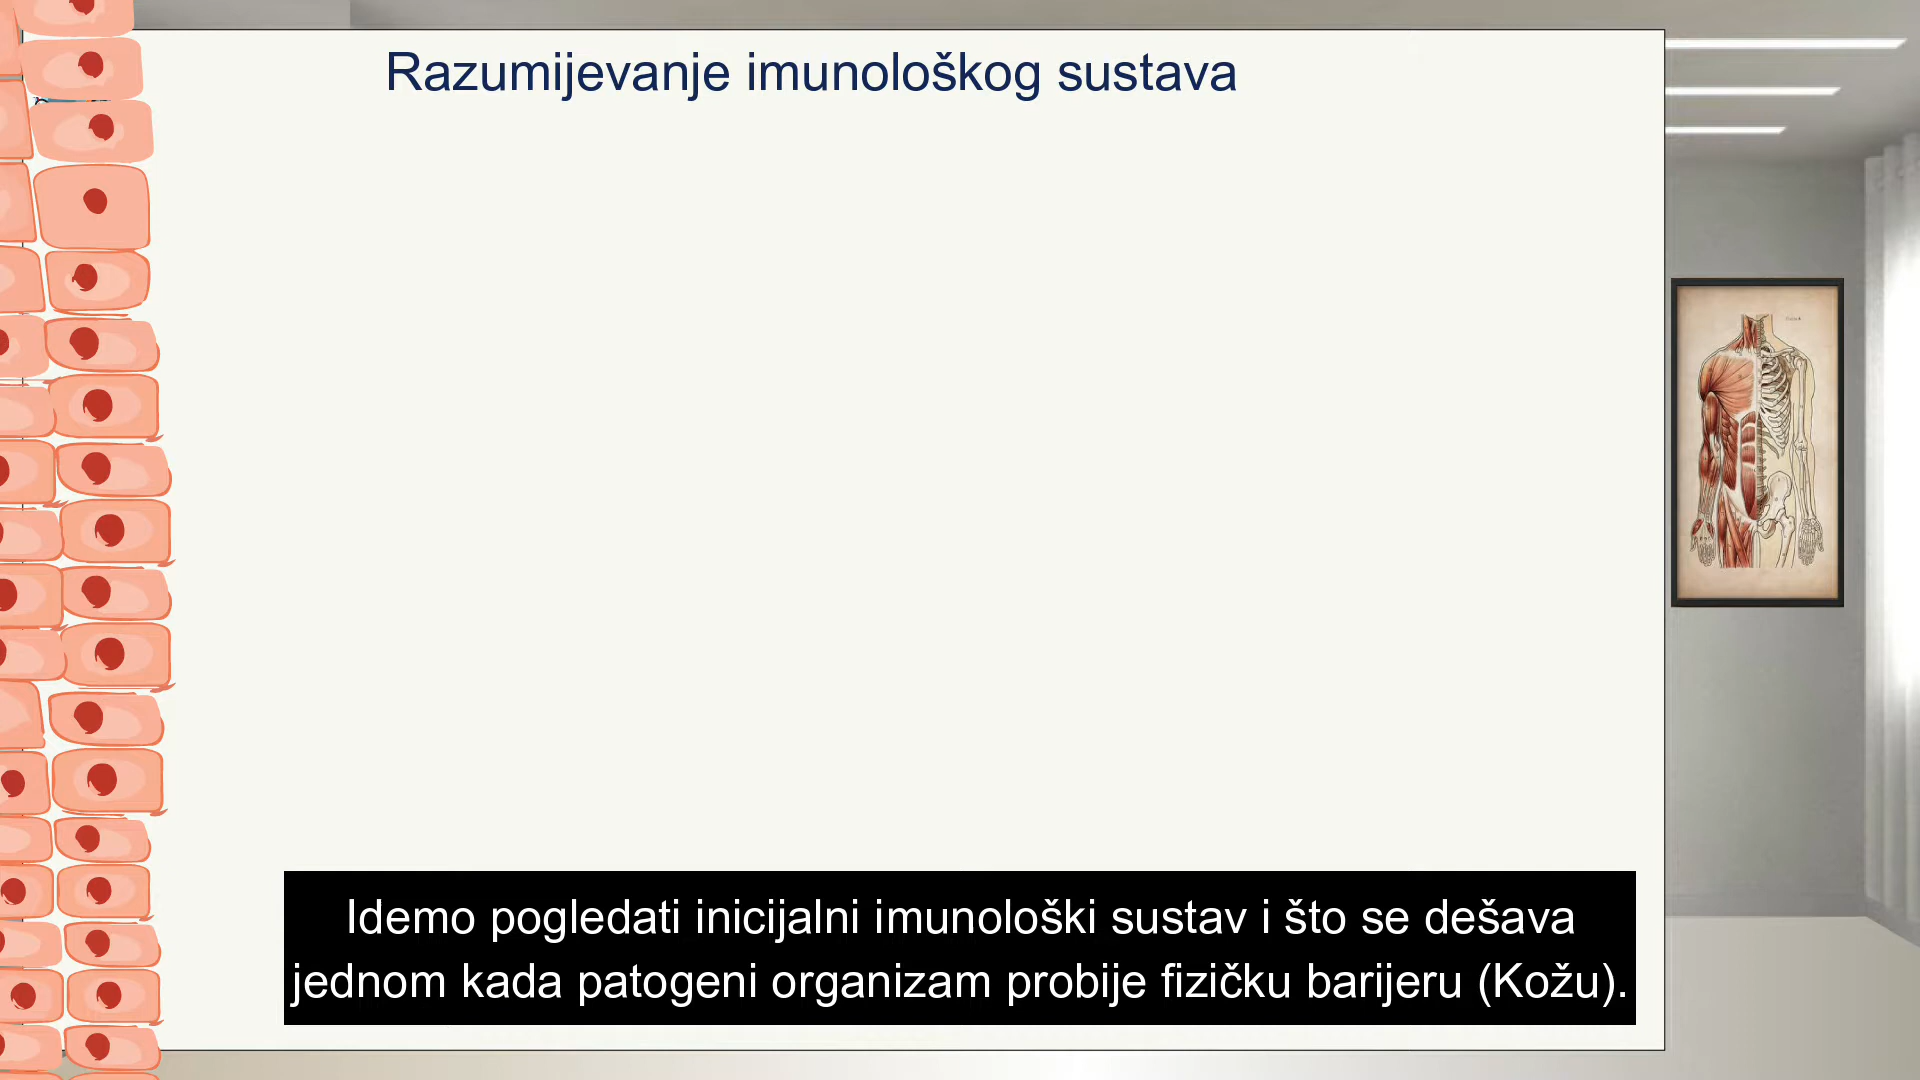 Razumijevanje imunološkog sustava
Idemo pogledati inicijalni imunološki sustav i što se dešava
jednom kada patogeni organizam probije fizičku barijeru (Kožu).